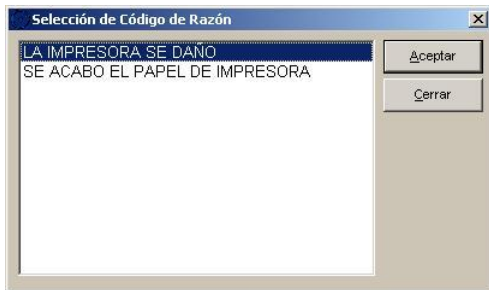 Selección de Código de Razón
LA IMPRESORA SE DAÑO
SE ACABO EL PAPEL DE IMPRESORA
Aceptar
Cerrar